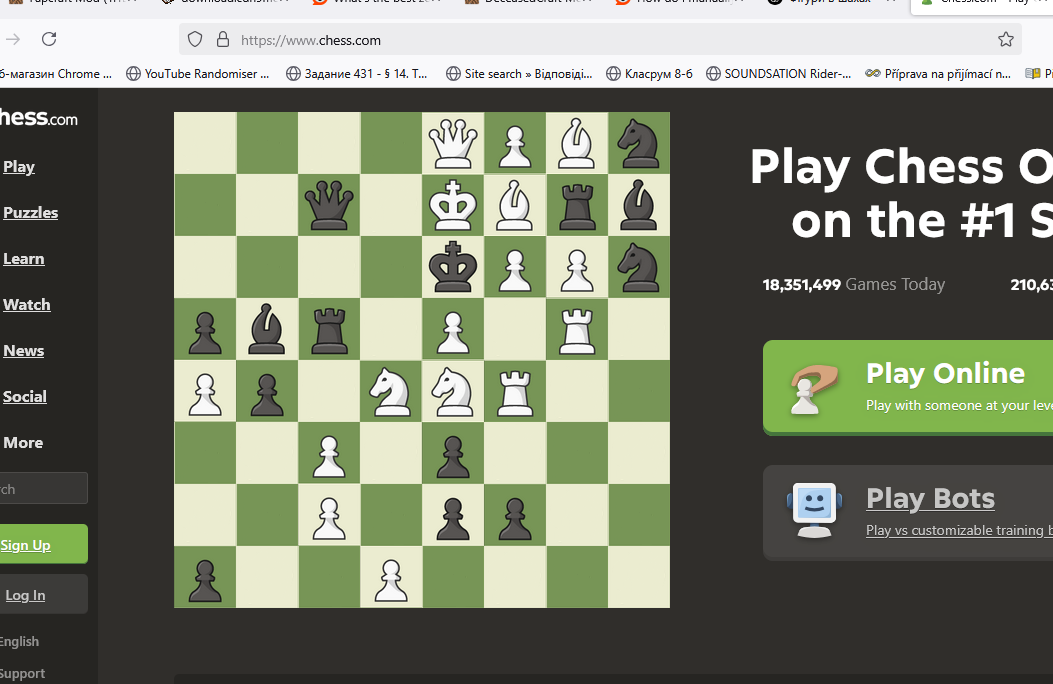 https://www.chess.com
YouTube Randomiser ...
Задание 431 - § 14. Т...
Site search » Відповіді...
Класрум 8-6
SOUNDSATION Rider-...
Příprava na přijímací n...
б-магазин Chrome ...
hess.com
Play
Puzzles
Learn
Watch
News
Social
More
rch
Sign Up
Log In
English
Support
Play Chess O
on the #1 S
18,351,499 Games Today
210,63
Play Online
Play with someone at your leve
Play Bots
Play vs customizable training b